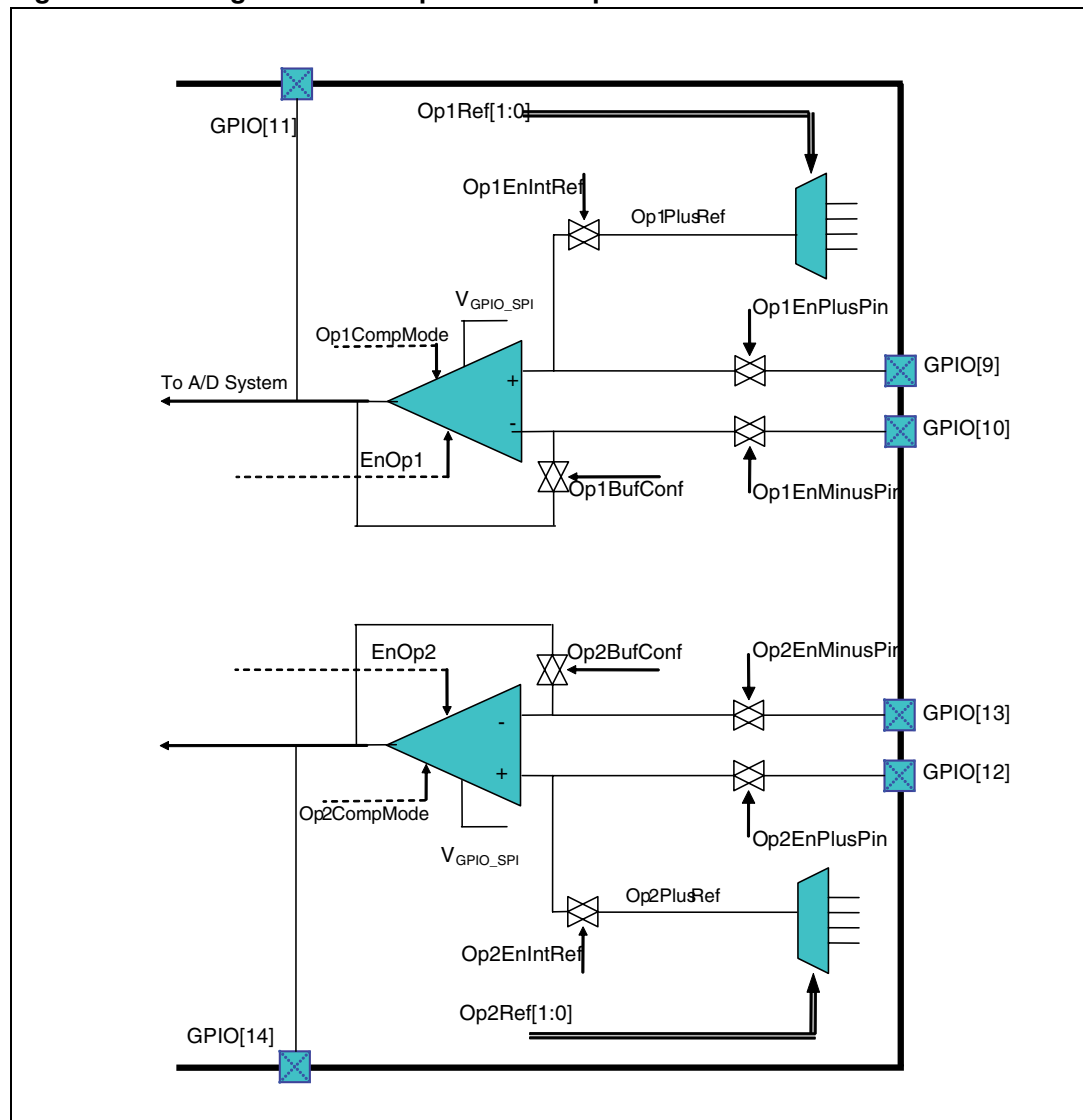 GPIO[11]
Op1Ref[1:0]
Op1EnIntRef
Op1PlusRef
VGPIO_SPI
Op1CompMode
Op1EnPlusPin
+
GPIO[9]
To A/D System
-
GPIO[10]
EnOp1
Op1BufConf
Op1EnMinusPin
EnOp2
Op2BufConf
Op2EnMinusPin
-
GPIO[13]
+
GPIO[12]
Op2CompMode
Op2EnPlusPin
VGPIO_SPI
Op2PlusRef
Op2EnIntRef
Op2Ref[1:0]
GPIO[14]